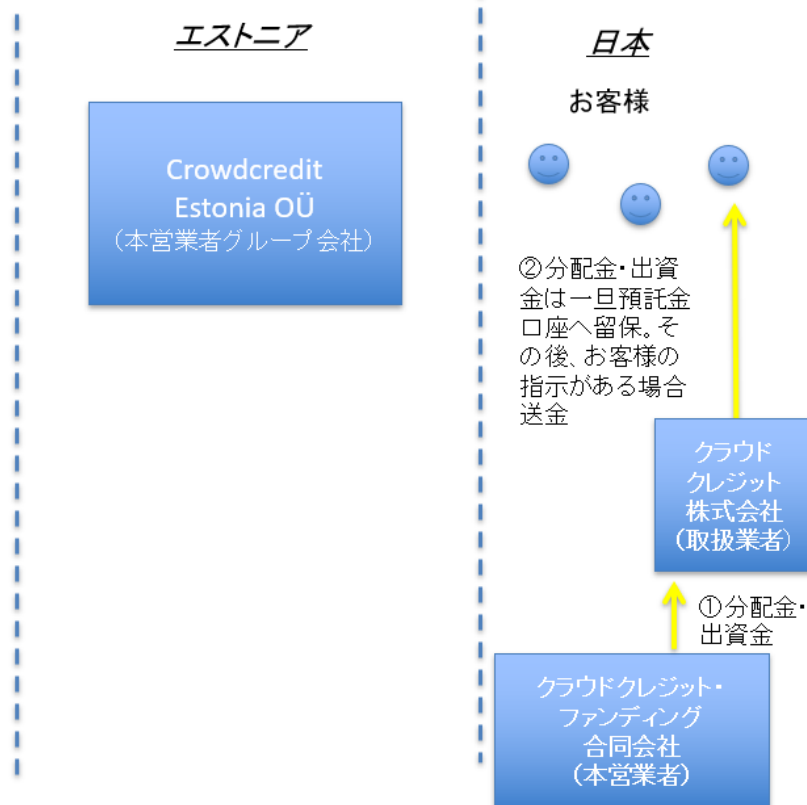 エストニア
Crowdcredit
Estonia OÜ
（本営業者グループ会社）
日本
お客様
②分配金・出資
金は一旦預託金
口座へ留保。そ
の後、お客様の
指示がある場合
送金
クラウド
クレジット
株式会社
（取扱業者）
①分配金・
出資金
クラウドクレジット・
ファンディング
合同会社
（本営業者）